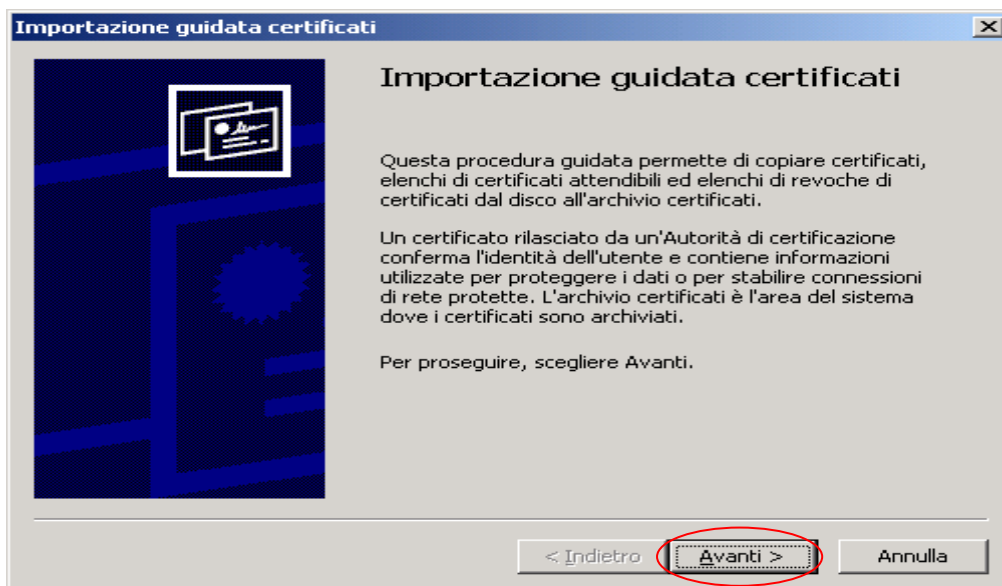 Importazione guidata certificati
Importazione guidata certificati
Questa procedura guidata permette di copiare certificati,
elenchi di certificati attendibili ed elenchi di revoche di
certificati dal disco all'archivio certificati.
Un certificato rilasciato da un'Autorità di certificazione
conferma l'identità dell'utente e contiene informazioni
utilizzate per proteggere i dati o per stabilire connessioni
di rete protette. L'archivio certificati è l'area del sistema
dove i certificati sono archiviati.
Per proseguire, scegliere Avanti.
< Indietro Avanti > Annulla